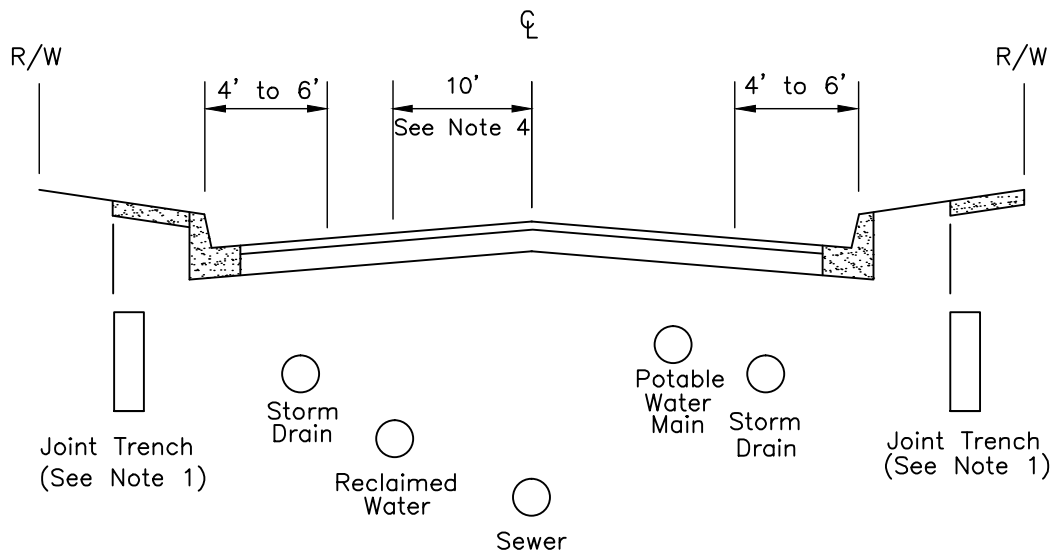 ℄
R/W
R/W
4' to 6'
10'
4' to 6'
See Note 4
Potable
Water
Main
Storm
Drain
Storm
Drain
Joint Trench
(See Note 1)
Joint Trench
(See Note 1)
Reclaimed
Water
Sewer